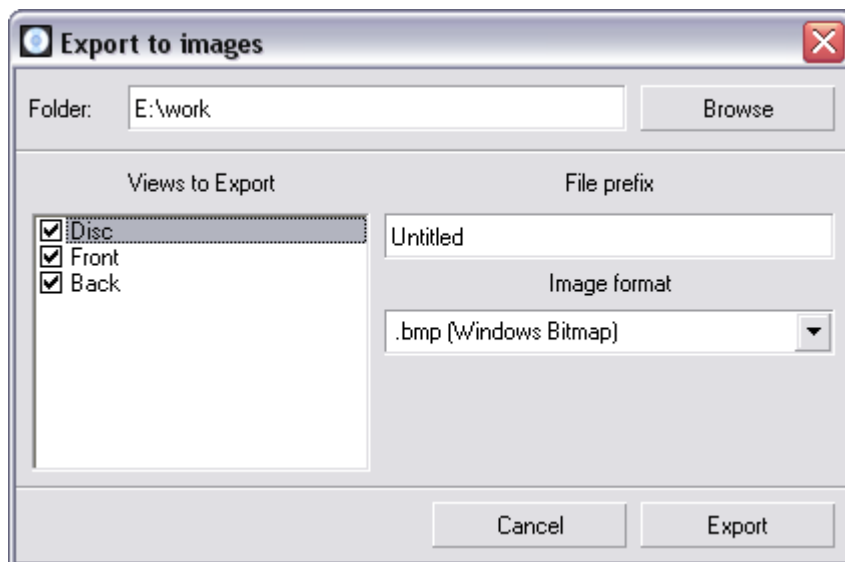 Export to images
Folder: E:\work Browse
Views to Export
Disc
Front
Back
File prefix
Untitled
Image format
.bmp (Windows Bitmap)
Cancel Export